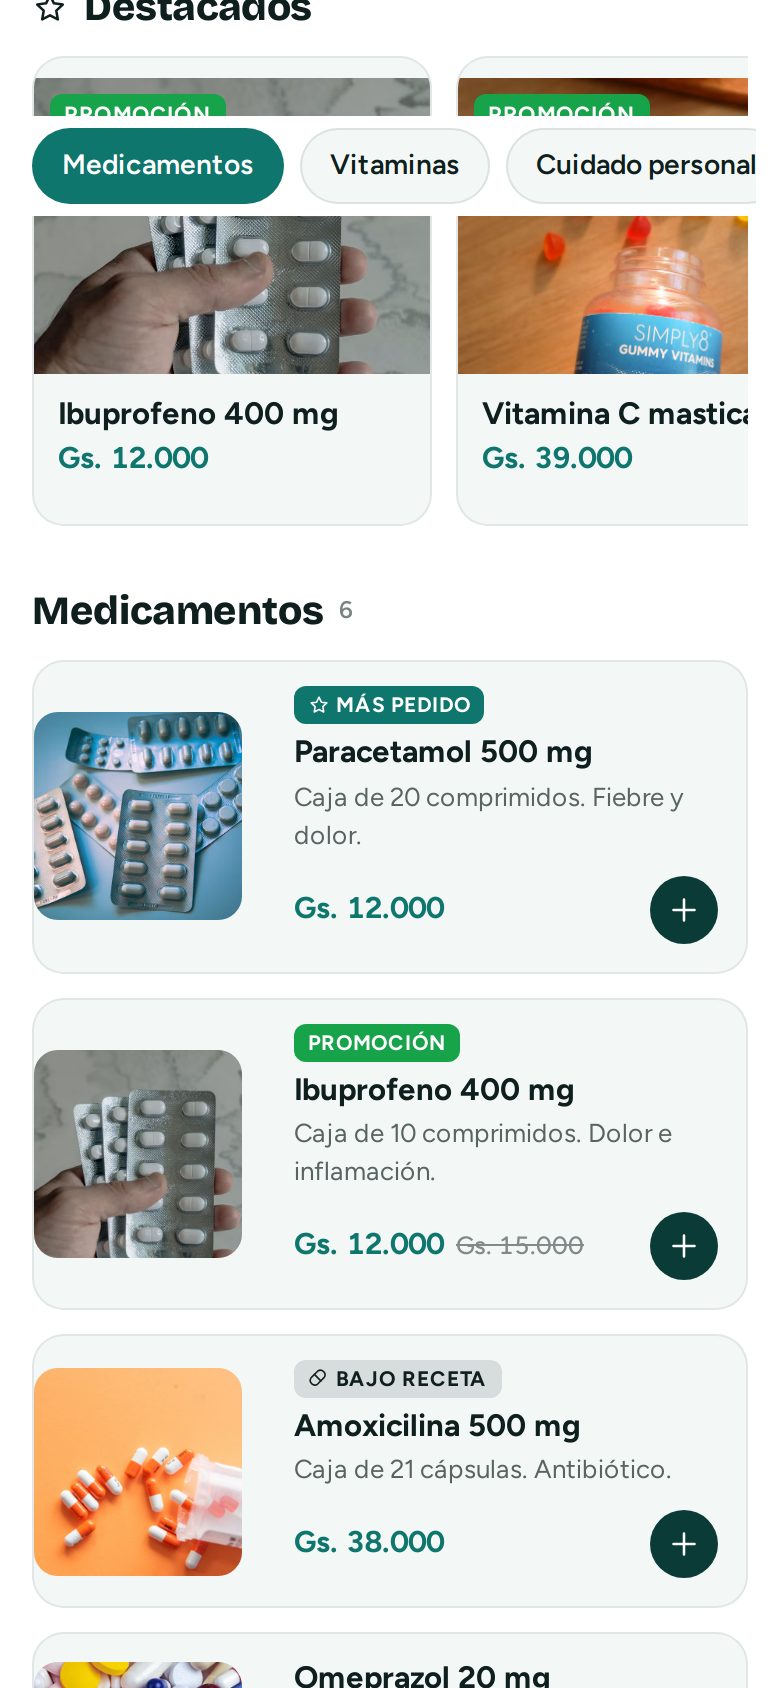 Destacados
PROMOCIÓN
PROMOCIÓN
Medicamentos
Vitaminas
Cuidado personal
SIMPLY8
GUMMY VITAMINS
Ibuprofeno 400 mg
Gs. 12.000
Vitamina C mastica
Gs. 39.000
Medicamentos 6
MÁS PEDIDO
Paracetamol 500 mg
Caja de 20 comprimidos. Fiebre y
dolor.
Gs. 12.000
PROMOCIÓN
Ibuprofeno 400 mg
Caja de 10 comprimidos. Dolor e
inflamación.
Gs. 12.000 Gs. 15.000
BAJO RECETA
Amoxicilina 500 mg
Caja de 21 cápsulas. Antibiótico.
Gs. 38.000
Omeprazol 20 mg